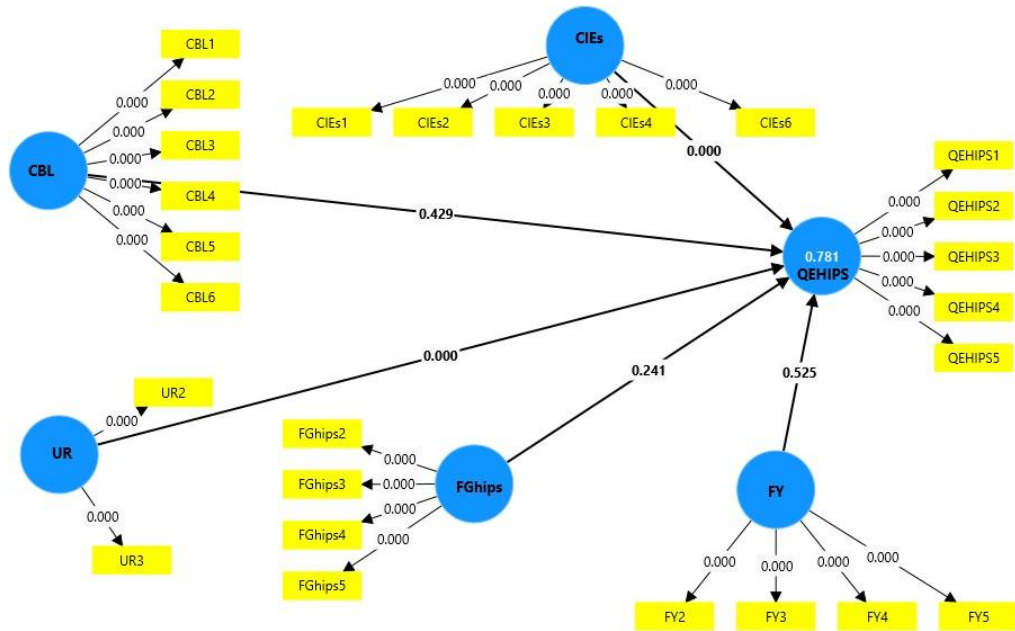 CIEs
0.000
0.000
0.000
0.000
0.000
CIEs1
CIEs2
CIEs3
CIEs4
CIEs6
0.000
CBL
CBL1
CBL2
CBL3
CBL4
CBL5
CBL6
0.000
0.000
0.000
0.000
0.000
0.000
0.429
0.781
QEHIPS
0.000
0.000
0.000
0.000
0.000
QEHIPS1
QEHIPS2
QEHIPS3
QEHIPS4
QEHIPS5
UR
0.000
UR2
0.000
UR3
0.000
FGhips
FGhips2
FGhips3
FGhips4
FGhips5
0.000
0.000
0.000
0.000
0.241
0.525
FY
0.000
0.000
0.000
0.000
FY2
FY3
FY4
FY5